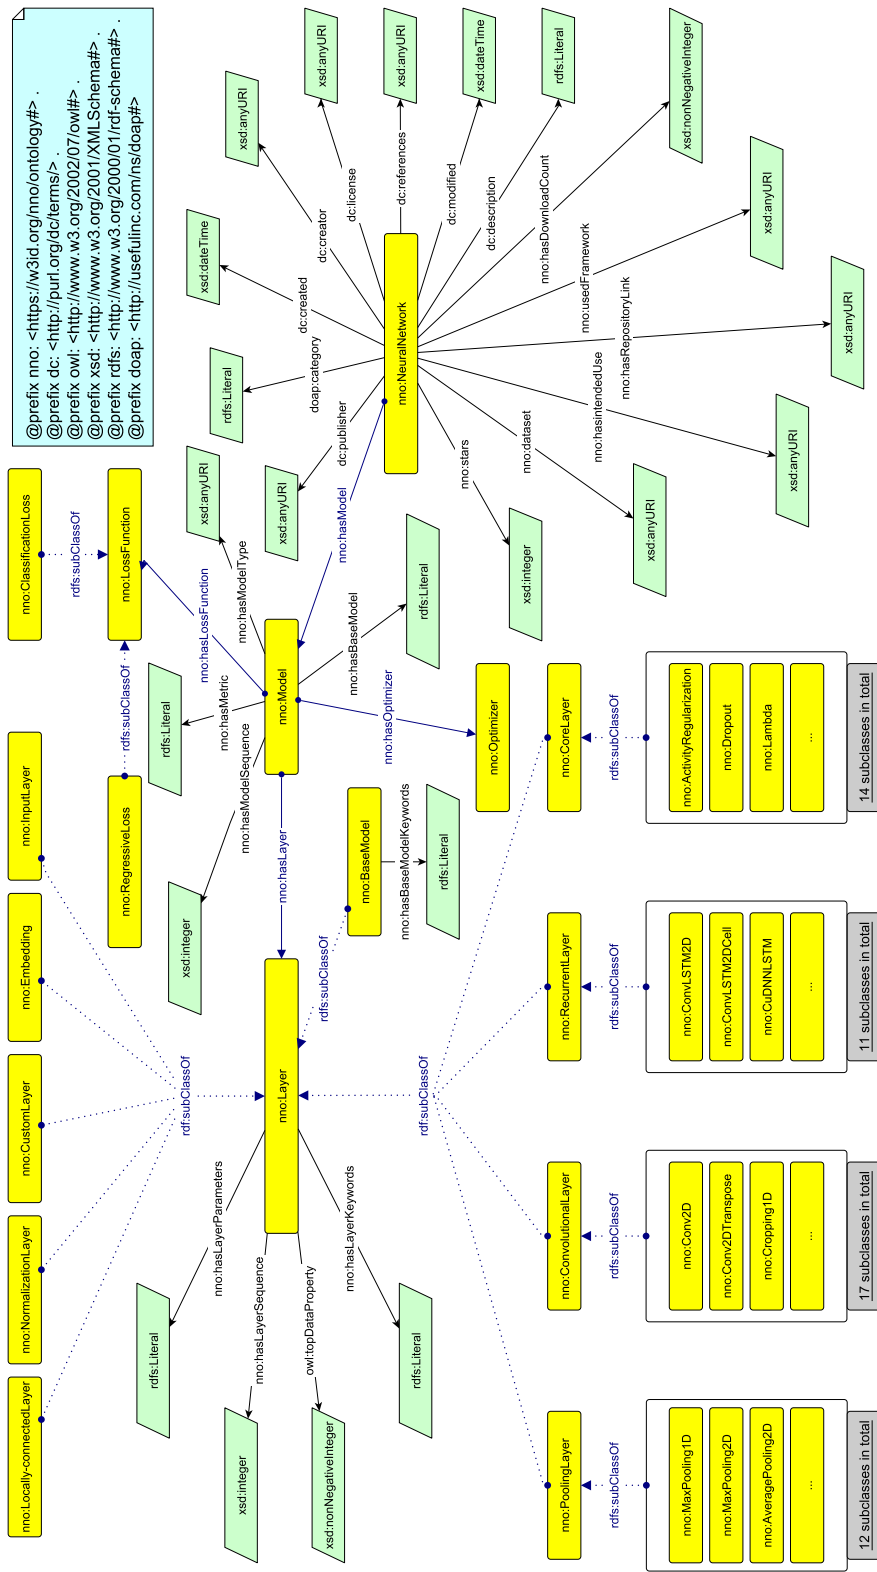 nno:Locally-connectedLayer
nno:NormalizationLayer
nno:CustomLayer
nno:Embedding
nno:InputLayer
nno:ClassificationLoss
@prefix nno: <https://w3id.org/nno/ontology#> .
@prefix dc: <http://purl.org/dc/terms/> .
@prefix owl: <http://www.w3.org/2002/07/owl#> .
@prefix xsd: <http://www.w3.org/2001/XMLSchema#> .
@prefix rdfs: <http://www.w3.org/2000/01/rdf-schema#> .
@prefix doap: <http://usefulinc.com/ns/doap#>
rdfs:subClassOf
nno:RegressiveLoss
rdfs:subClassOf
nno:LossFunction
rdfs:Literal
xsd:integer
rdfs:Literal
rdf:subClassOf
nno:hasLayerParameters
nno:hasMetric
nno:hasLossFunction
nno:hasModelType
xsd:anyURI
nno:hasModelSequence
xsd:integer
nno:hasLayerSequence
nno:Layer
nno:hasLayer
nno:Model
xsd:anyURI
rdfs:Literal
xsd:dateTime
xsd:anyURI
xsd:anyURI
xsd:anyURI
xsd:dateTime
rdfs:Literal
doap:category
dc:created
dc:creator
dc:license
dc:references
dc:modified
dc:description
dc:publisher
nno:hasModel
nno:NeuralNetwork
owl:topDataProperty
xsd:nonNegativeInteger
nno:hasLayerKeywords
rdfs:Literal
rdfs:subClassOf
nno:BaseModel
nno:hasBaseModelKeywords
rdfs:Literal
nno:hasBaseModel
rdfs:Literal
nno:hasOptimizer
nno:Optimizer
nno:stars
xsd:integer
nno:dataset
xsd:anyURI
nno:hasintendedUse
xsd:anyURI
nno:hasRepositoryLink
xsd:anyURI
nno:usedFramework
xsd:anyURI
nno:hasDownloadCount
xsd:nonNegativeInteger
rdf:subClassOf
nno:PoolingLayer
nno:ConvolutionalLayer
nno:RecurrentLayer
nno:CoreLayer
rdfs:subClassOf
rdfs:subClassOf
rdfs:subClassOf
rdfs:subClassOf
nno:MaxPooling1D
nno:MaxPooling2D
nno:AveragePooling2D
...
12 subclasses in total
nno:Conv2D
nno:Conv2DTranspose
nno:Cropping1D
...
17 subclasses in total
nno:ConvLSTM2D
nno:ConvLSTM2DCell
nno:CuDNNLSTM
...
11 subclasses in total
nno:ActivityRegularization
nno:Dropout
nno:Lambda
...
14 subclasses in total